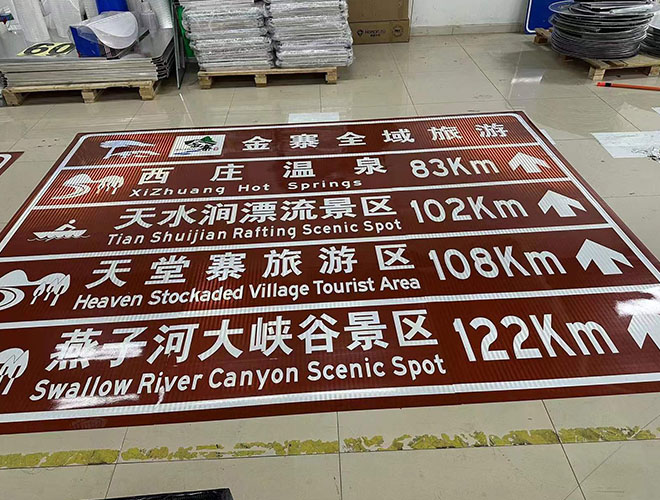 60
金寨全域旅游
西庄温泉 83Km
XiZhuang Hot Springs
天水涧漂流景区 102Km
Tian Shuijian Rafting Scenic Spot
天堂寨旅游区 108Km
Heaven Stockaded Village Tourist Area
燕子河大峡谷景区 122Km
Swallow River Canyon Scenic Spot